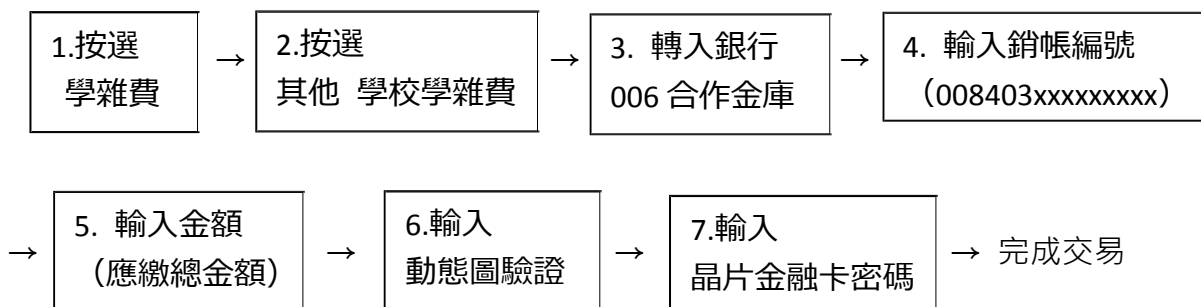 1.按選
學雜費
→
2.按選
其他 學校學雜費
→
3. 轉入銀行
006 合作金庫
→
4. 輸入銷帳編號
（008403xxxxxxxxx）
→
5. 輸入金額
（應繳總金額）
→
6.輸入
動態圖驗證
→
7.輸入
晶片金融卡密碼
→ 完成交易